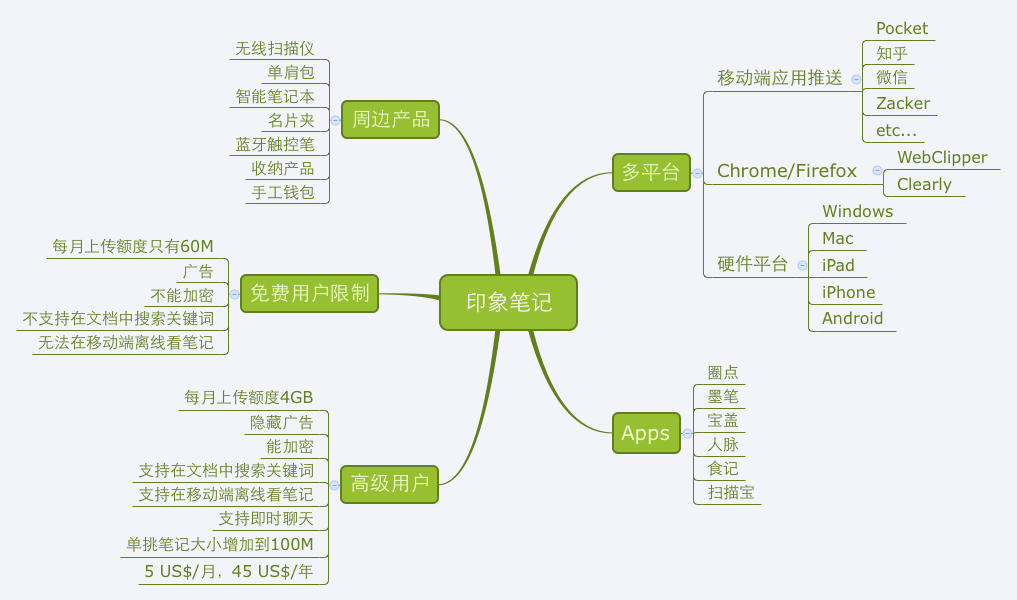 印象笔记
周边产品
无线扫描仪
单肩包
智能笔记本
名片夹
蓝牙触控笔
收纳产品
手工钱包
免费用户限制
每月上传额度只有60M
广告
不能加密
不支持在文档中搜索关键词
无法在移动端离线看笔记
高级用户
每月上传额度4GB
隐藏广告
能加密
支持在文档中搜索关键词
支持在移动端离线看笔记
支持即时聊天
单挑笔记大小增加到100M
5 US$/月，45 US$/年
多平台
移动端应用推送
Pocket
知乎
微信
Zacker
etc...
Chrome/Firefox
WebClipper
Clearly
硬件平台
Windows
Mac
iPad
iPhone
Android
Apps
圈点
墨笔
宝盖
人脉
食记
扫描宝